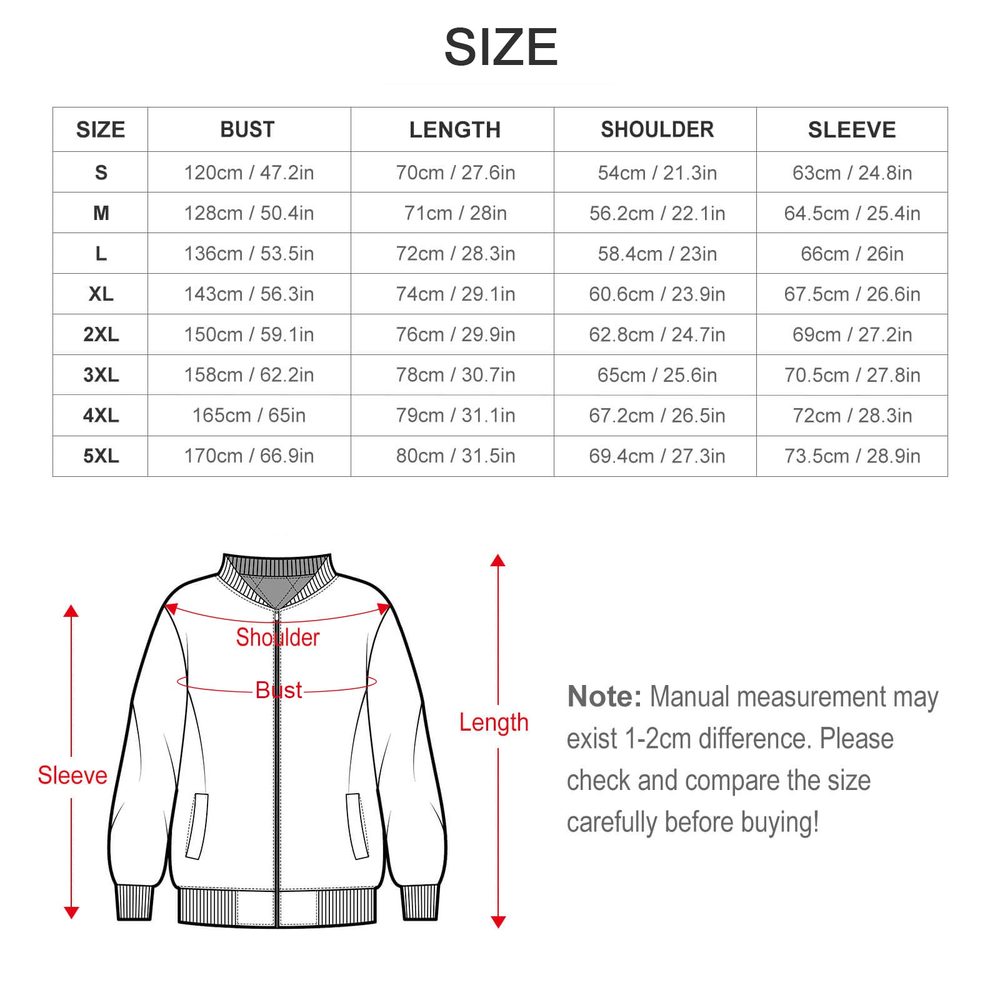 SIZE
SIZE BUST LENGTH SHOULDER SLEEVE
S 120cm / 47.2in 70cm / 27.6in 54cm / 21.3in 63cm / 24.8in
M 128cm / 50.4in 71cm / 28in 56.2cm / 22.1in 64.5cm / 25.4in
L 136cm / 53.5in 72cm / 28.3in 58.4cm / 23in 66cm / 26in
XL 143cm / 56.3in 74cm / 29.1in 60.6cm / 23.9in 67.5cm / 26.6in
2XL 150cm / 59.1in 76cm / 29.9in 62.8cm / 24.7in 69cm / 27.2in
3XL 158cm / 62.2in 78cm / 30.7in 65cm / 25.6in 70.5cm / 27.8in
4XL 165cm / 65in 79cm / 31.1in 67.2cm / 26.5in 72cm / 28.3in
5XL 170cm / 66.9in 80cm / 31.5in 69.4cm / 27.3in 73.5cm / 28.9in
Shoulder
Bust
Length
Sleeve
Note: Manual measurement may
exist 1-2cm difference. Please
check and compare the size
carefully before buying!